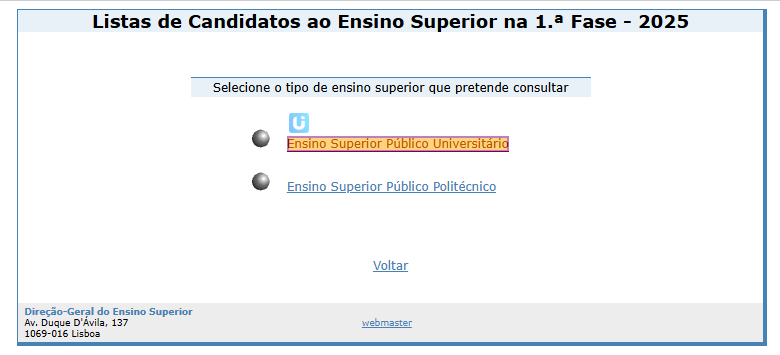 Listas de Candidatos ao Ensino Superior na 1.ª Fase - 2025
Selecione o tipo de ensino superior que pretende consultar
Ui
Ensino Superior Público Universitário
Ensino Superior Público Politécnico
Voltar
Direção-Geral do Ensino Superior
Av. Duque D'Ávila, 137
1069-016 Lisboa
webmaster